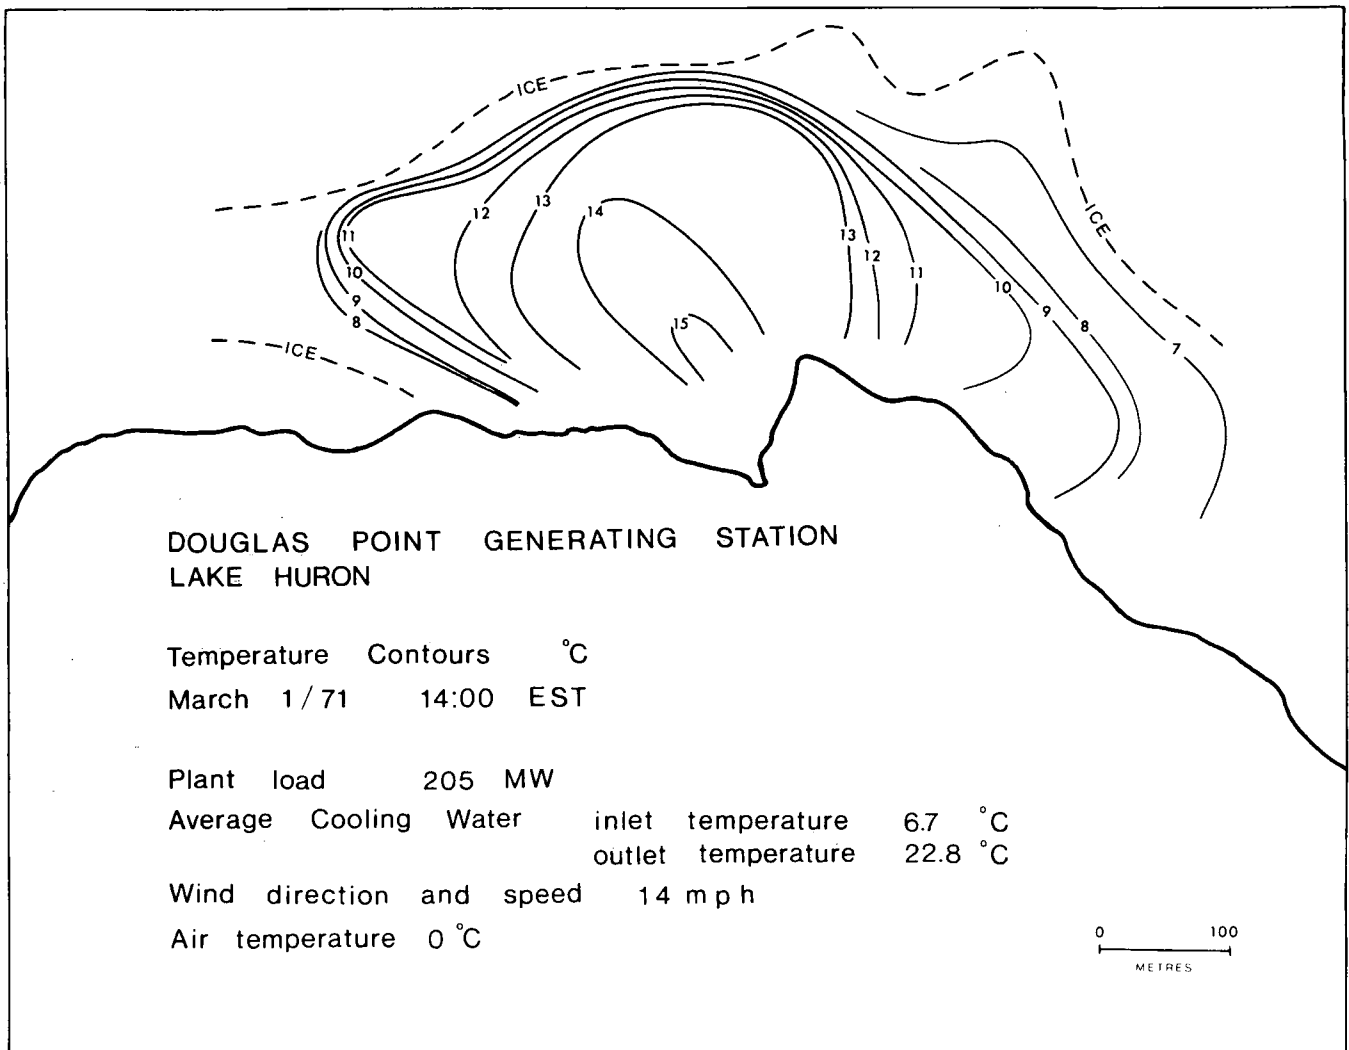 ICE
ICE
ICE
11
10
9
8
12
13
14
15
13
12
11
10
9
8
7
DOUGLAS POINT GENERATING STATION
LAKE HURON
Temperature Contours °C
March 1/71 14:00 EST
Plant load 205 MW
Average Cooling Water inlet temperature 6.7 °C
outlet temperature 22.8 °C
Wind direction and speed 14 mph
Air temperature 0 °C
0 100
METRES